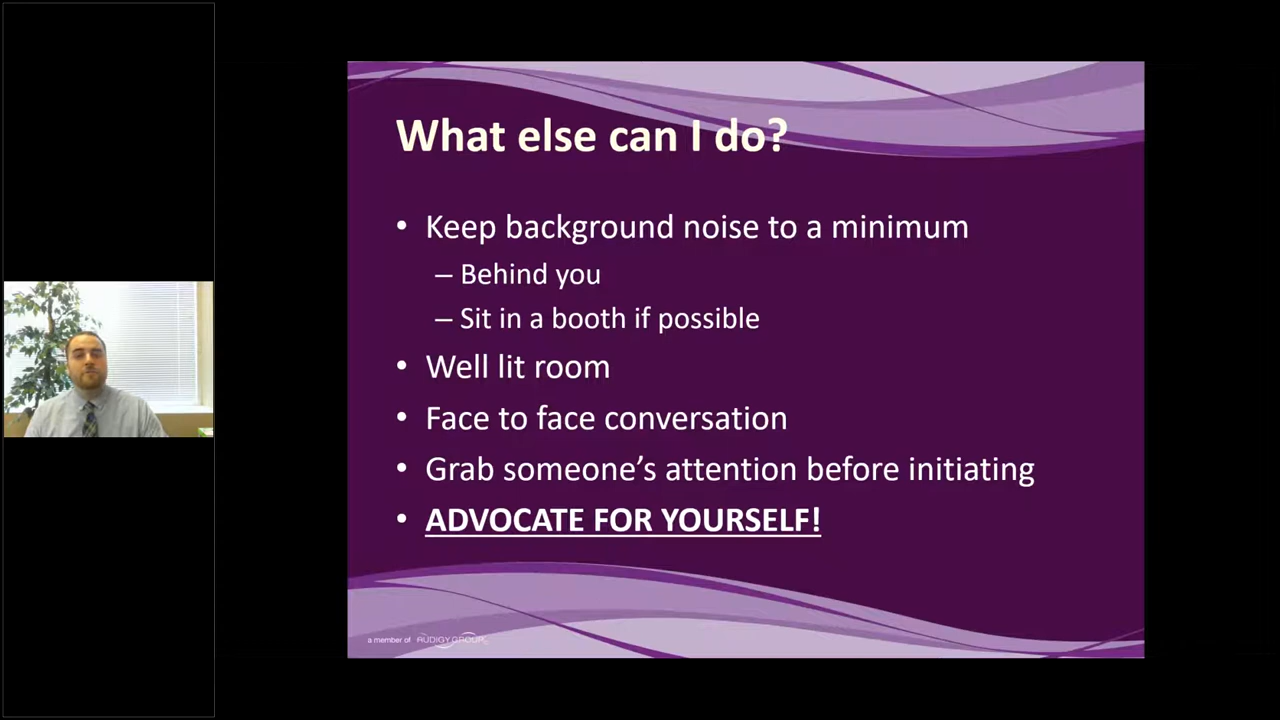 What else can I do?
• Keep background noise to a minimum
– Behind you
– Sit in a booth if possible
• Well lit room
• Face to face conversation
• Grab someone’s attention before initiating
• ADVOCATE FOR YOURSELF!
a member of AUDIGY GROUP